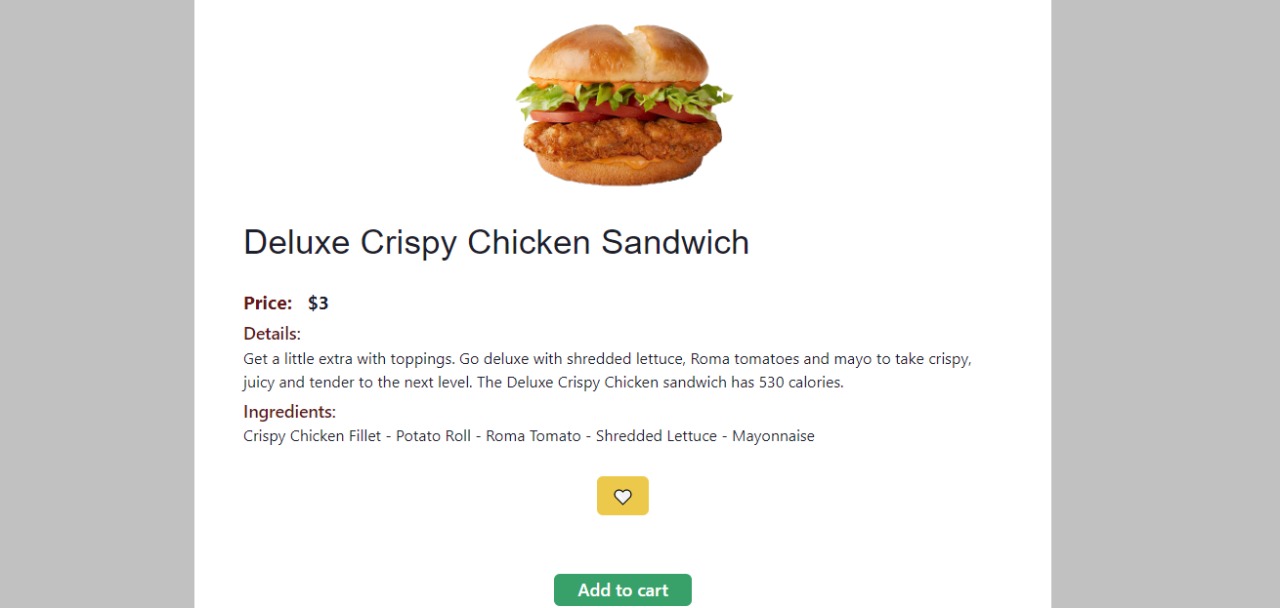 Deluxe Crispy Chicken Sandwich
Price: $3
Details:
Get a little extra with toppings. Go deluxe with shredded lettuce, Roma tomatoes and mayo to take crispy,
juicy and tender to the next level. The Deluxe Crispy Chicken sandwich has 530 calories.
Ingredients:
Crispy Chicken Fillet - Potato Roll - Roma Tomato - Shredded Lettuce - Mayonnaise
Add to cart